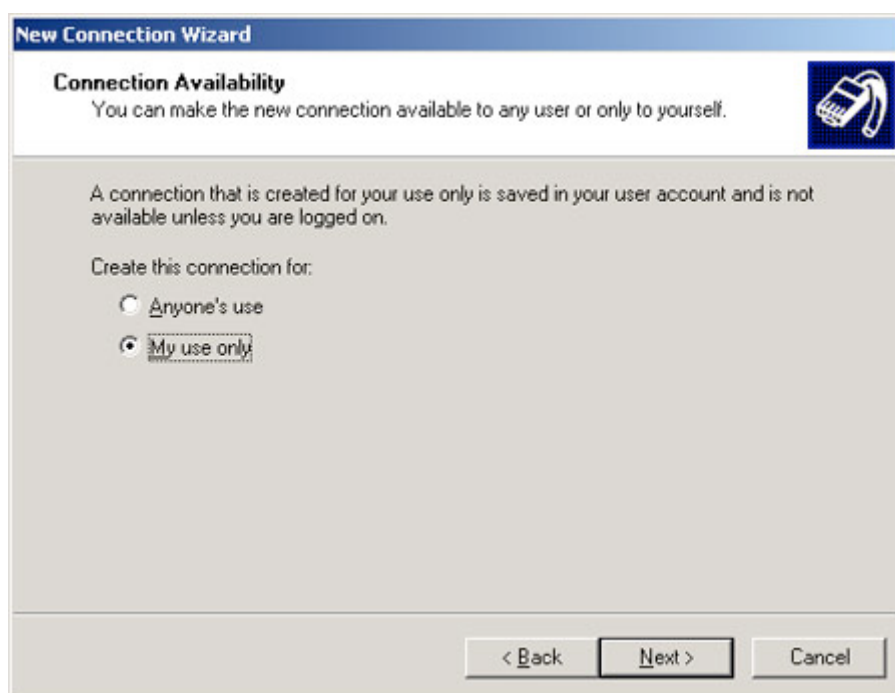 New Connection Wizard
Connection Availability
You can make the new connection available to any user or only to yourself.
A connection that is created for your use only is saved in your user account and is not
available unless you are logged on.
Create this connection for:
Anyone's use
My use only
< Back Next > Cancel